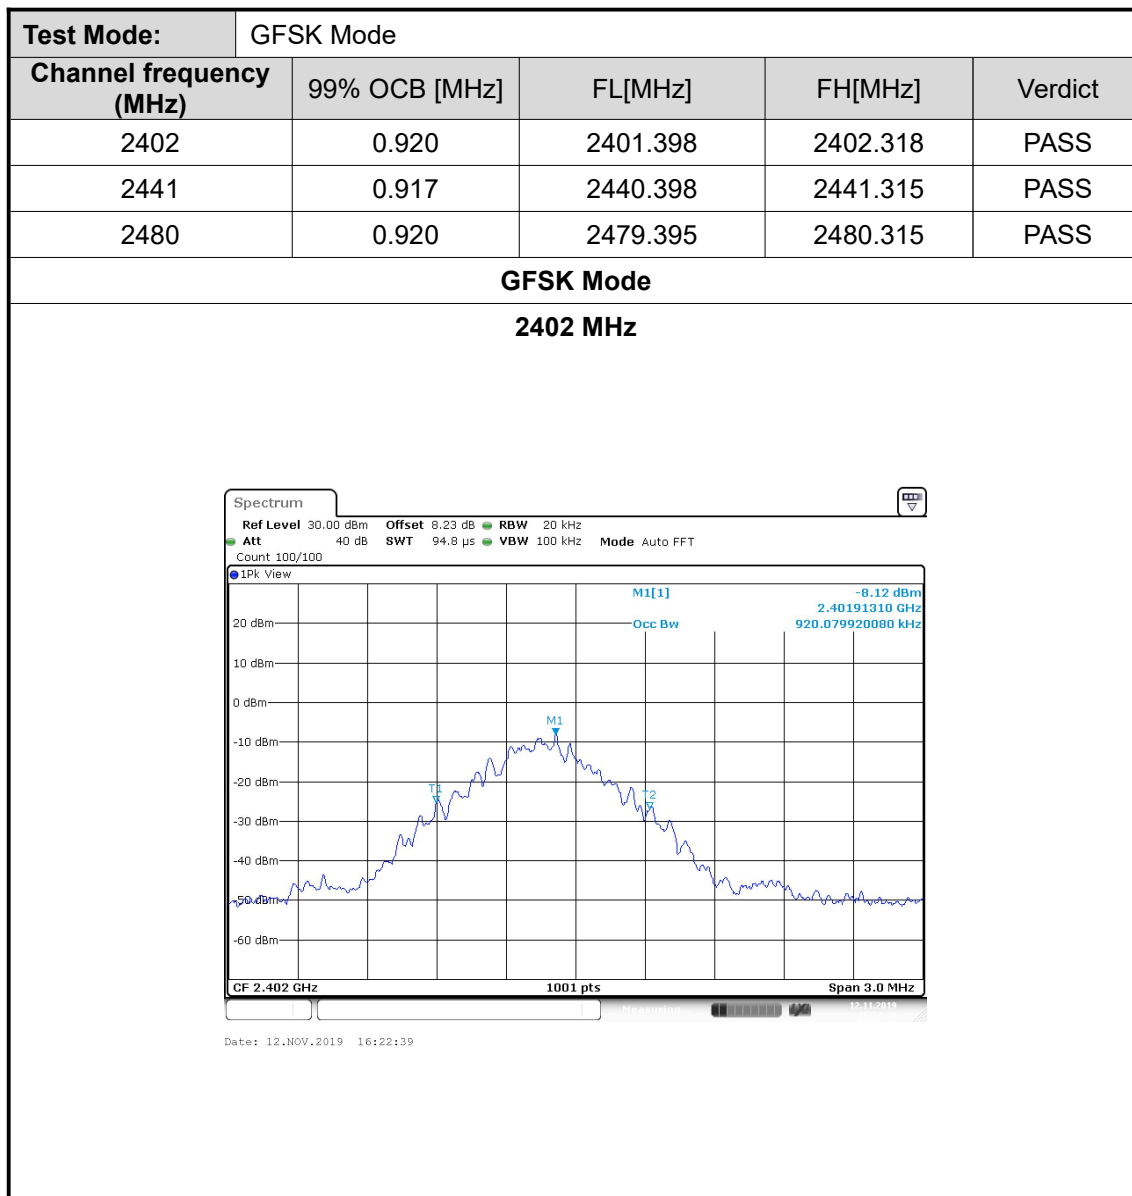 Test Mode: GFSK Mode
Channel frequency (MHz) 99% OCB [MHz] FL[MHz] FH[MHz] Verdict
2402 0.920 2401.398 2402.318 PASS
2441 0.917 2440.398 2441.315 PASS
2480 0.920 2479.395 2480.315 PASS
GFSK Mode
2402 MHz
Spectrum
Ref Level 30.00 dBm Offset 8.23 dB RBW 20 kHz
Att 40 dB SWT 94.8 µs VBW 100 kHz Mode Auto FFT
Count 100/100
1Pk View
M1[1] -8.12 dBm
2.40191310 GHz
20 dBm Occ Bw 920.079920080 kHz
10 dBm
0 dBm
M1
-10 dBm
-20 dBm
T1
T2
-30 dBm
-40 dBm
-50 dBm
-60 dBm
CF 2.402 GHz 1001 pts Span 3.0 MHz
Measuring 12.11.2019
Date: 12.NOV.2019 16:22:39